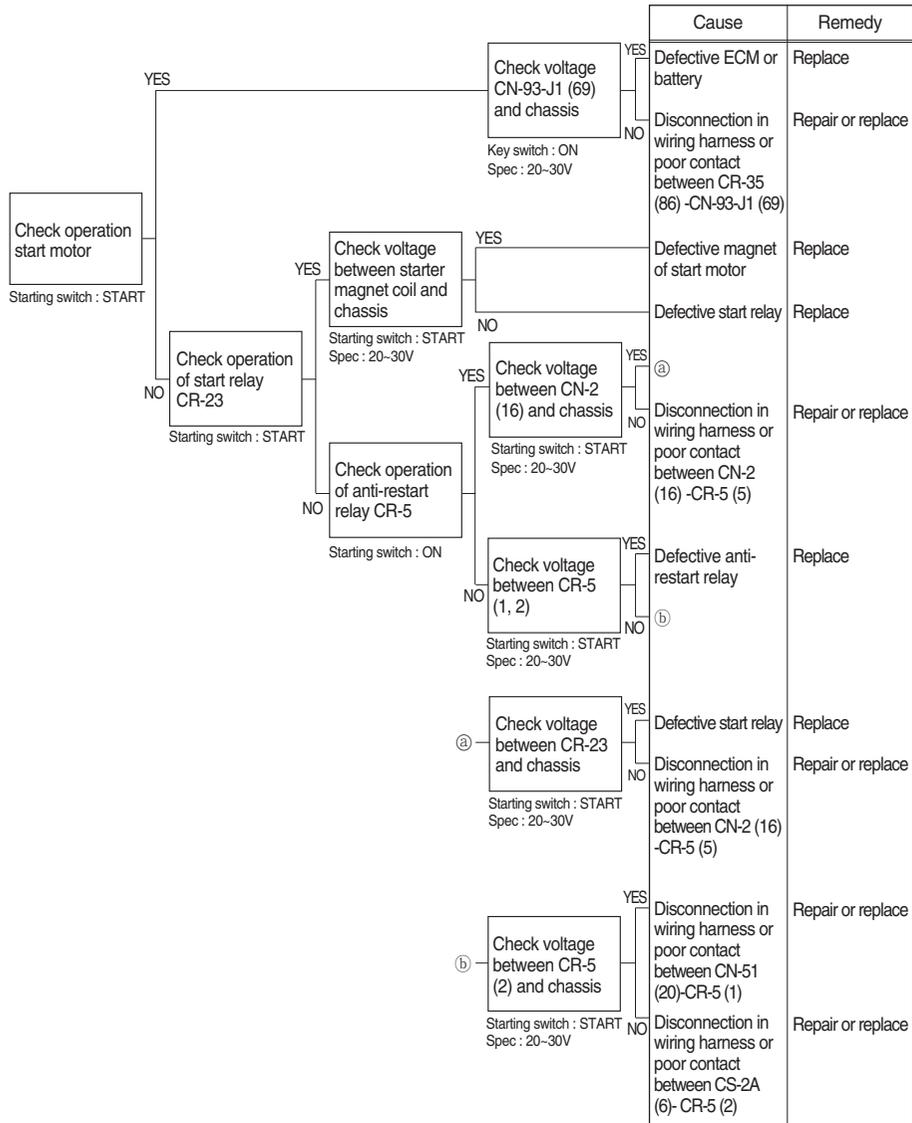 Cause
Remedy
YES
Check voltage
CN-93-J1 (69)
and chassis
Key switch : ON
Spec : 20~30V
YES
Defective ECM or
battery
Replace
NO
Disconnection in
wiring harness or
poor contact
between CR-35
(86) -CN-93-J1 (69)
Repair or replace
Check operation
start motor
Starting switch : START
NO
Check operation
of start relay
CR-23
Starting switch : START
YES
Check voltage
between starter
magnet coil and
chassis
Starting switch : START
Spec : 20~30V
YES
Defective magnet
of start motor
Replace
NO
Defective start relay
Replace
NO
Check operation
of anti-restart
relay CR-5
Starting switch : ON
YES
Check voltage
between CN-2
(16) and chassis
Starting switch : START
Spec : 20~30V
YES
ⓐ
NO
Disconnection in
wiring harness or
poor contact
between CN-2
(16) -CR-5 (5)
Repair or replace
NO
Check voltage
between CR-5
(1, 2)
Starting switch : START
Spec : 20~30V
YES
Defective anti-
restart relay
Replace
NO
ⓑ
ⓐ
Check voltage
between CR-23
and chassis
Starting switch : START
Spec : 20~30V
YES
Defective start relay
Replace
NO
Disconnection in
wiring harness or
poor contact
between CN-2 (16)
-CR-5 (5)
Repair or replace
ⓑ
Check voltage
between CR-5
(2) and chassis
Starting switch : START
Spec : 20~30V
YES
Disconnection in
wiring harness or
poor contact
between CN-51
(20)-CR-5 (1)
Repair or replace
NO
Disconnection in
wiring harness or
poor contact
between CS-2A
(6)- CR-5 (2)
Repair or replace